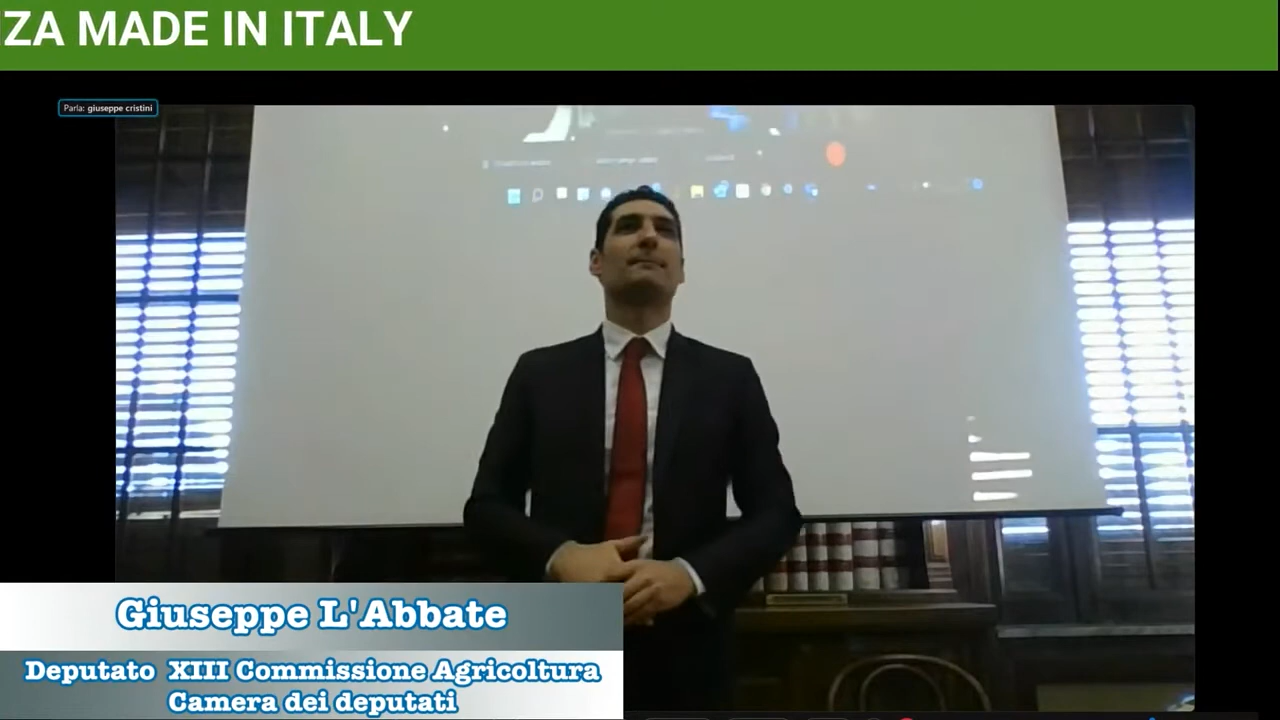 ZA MADE IN ITALY
Parla: giuseppe cristini
Giuseppe L'Abbate
Deputato XIII Commissione Agricoltura
Camera dei deputati